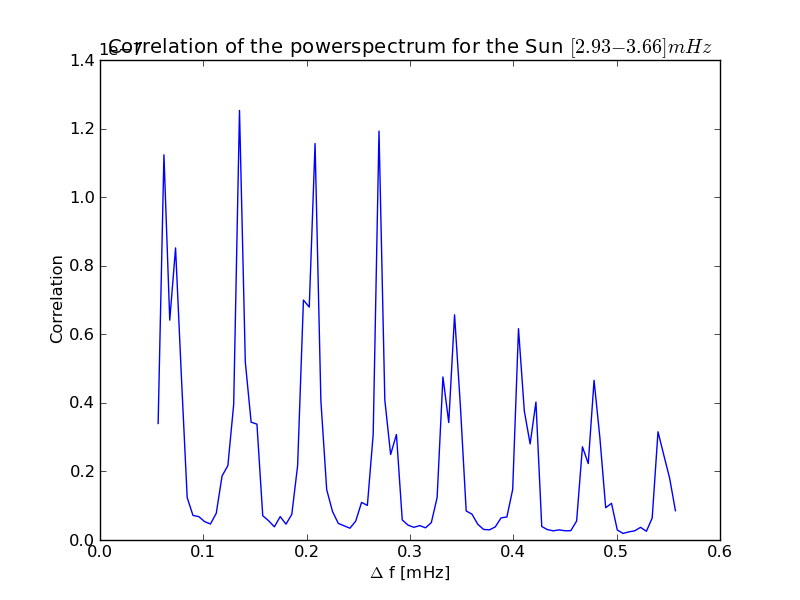 Correlation of the powerspectrum for the Sun [2.93−3.66]mHz
1e−7
1.4
1.2
1.0
0.8
0.6
0.4
0.2
0.0
Correlation
0.0 0.1 0.2 0.3 0.4 0.5 0.6
Δ f [mHz]